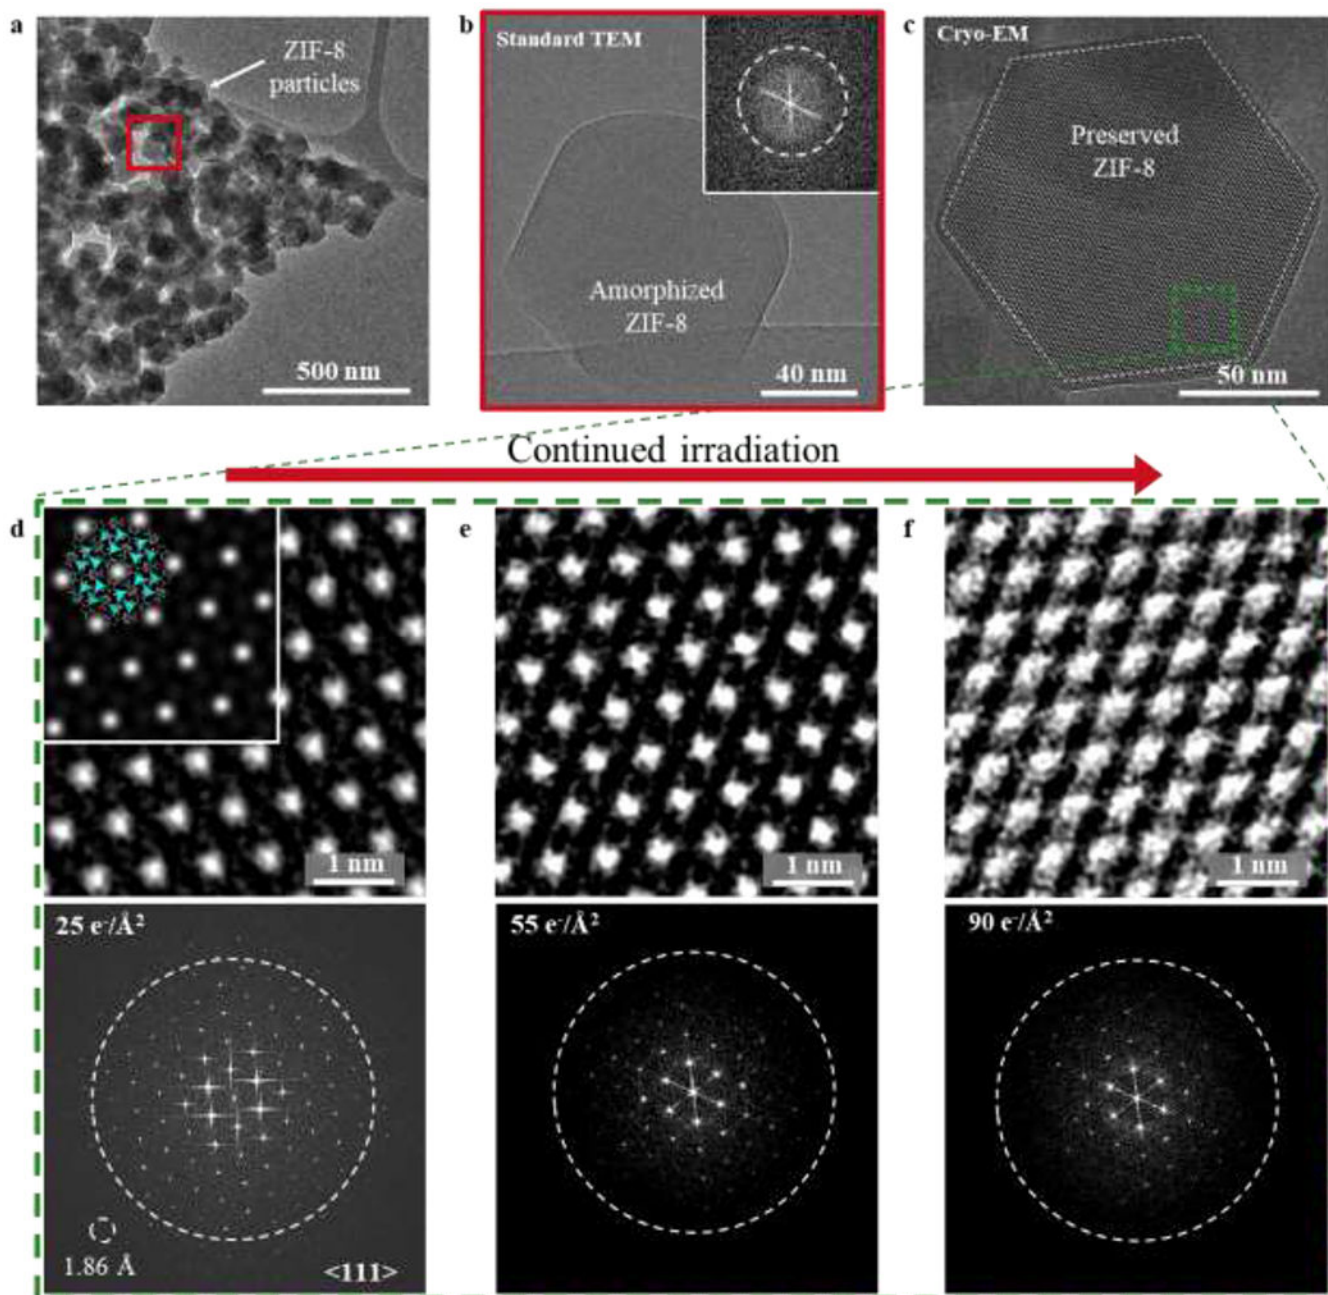 a
ZIF-8
particles
500 nm
b
Standard TEM
Amorphized
ZIF-8
40 nm
c
Cryo-EM
Preserved
ZIF-8
50 nm
Continued irradiation
d
1 nm
e
1 nm
f
1 nm
25 e⁻/Å²
1.86 Å
<111>
55 e⁻/Å²
90 e⁻/Å²